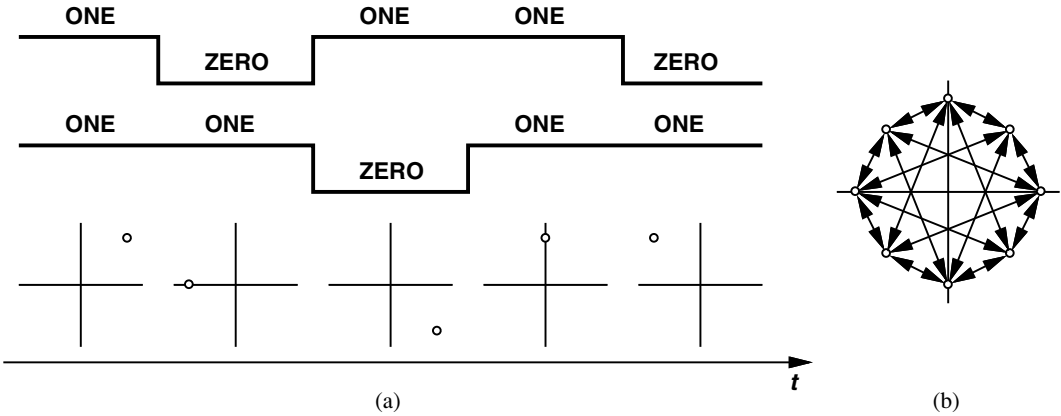 ONE ONE ONE
ZERO ZERO
ONE ONE ONE ONE
ZERO
t
(a) (b)